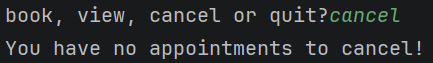 book, view, cancel or quit?cancel
You have no appointments to cancel!